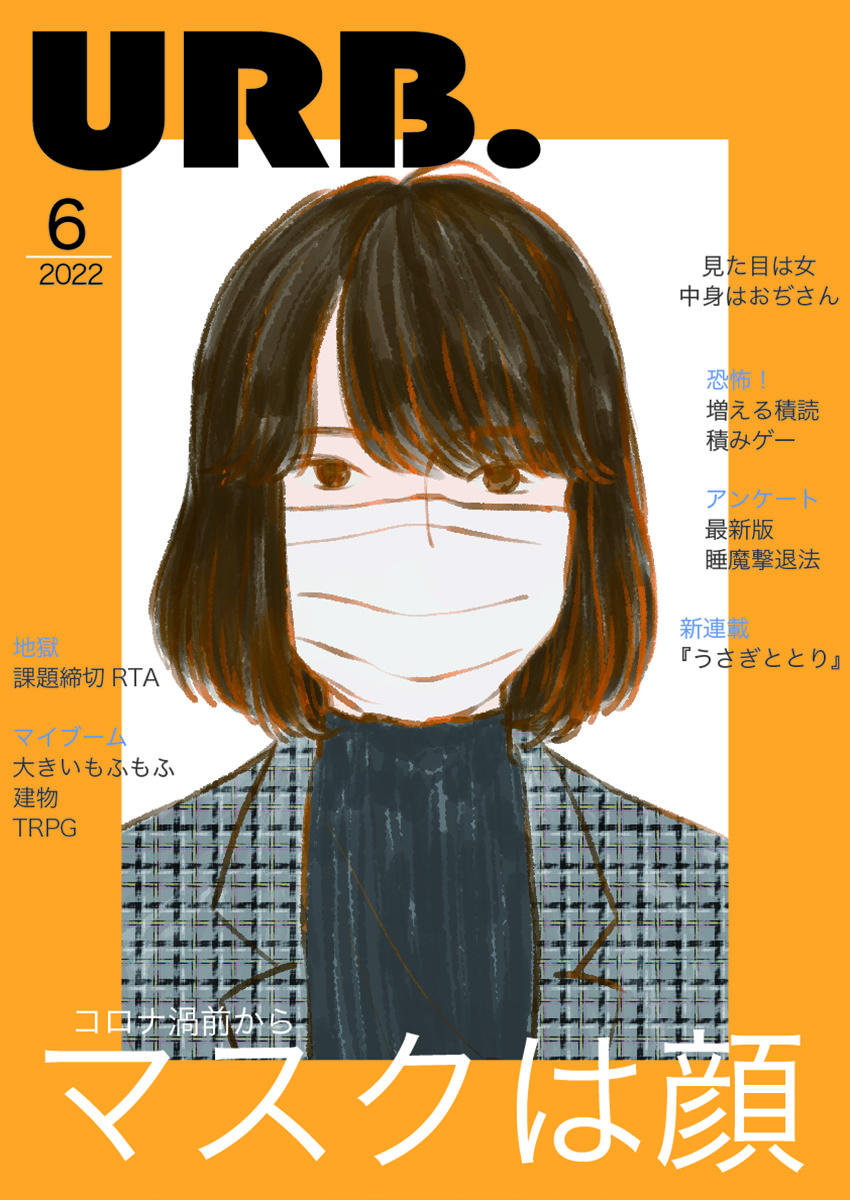 URB.
6
2022
見た目は女
中身はおぢさん
恐怖！
増える積読
積みゲー
アンケート
最新版
睡魔撃退法
新連載
『うさぎととり』
地獄
課題締切 RTA
マイブーム
大きいもふもふ
建物
TRPG
コロナ渦前から
マスクは顔